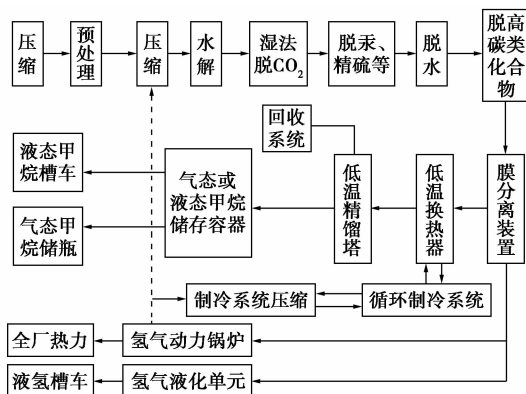 压缩
预处理
压缩
水解
湿法
脱CO₂
脱汞、
精硫等
脱水
脱高
碳类
化合
物
回收
系统
液态甲
烷槽车
气态甲
烷储瓶
气态或
液态甲烷
储存容器
低温精馏塔
低温换热器
膜分离装置
制冷系统压缩
循环制冷系统
全厂热力
氢气动力锅炉
液氢槽车
氢气液化单元